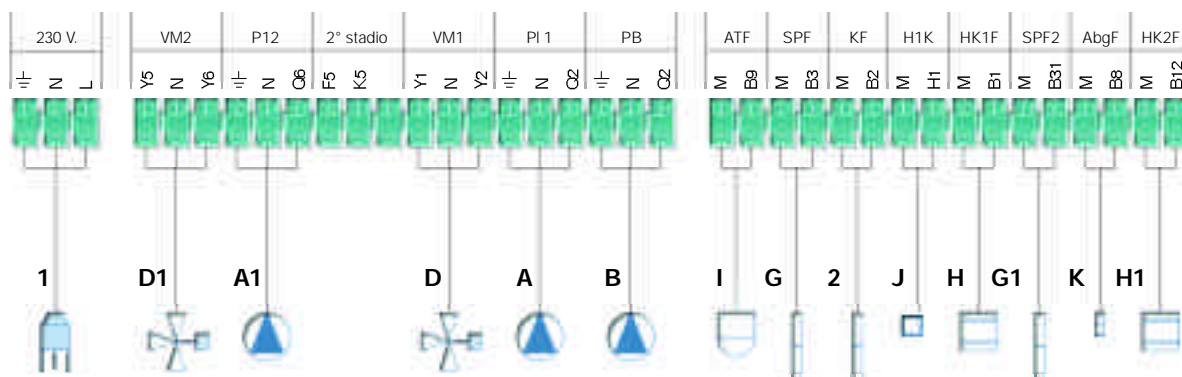 230 V. VM2 P12 2° stadio VM1 PI 1 PB ATF SPF KF H1K HK1F SPF2 AbgF HK2F
N L Y5 N Y6 N Q6 F5 K5 Y1 N Y2 N Q2 N Q2 M B9 M B3 M B2 M H1 M B1 M B31 M B8 M B12
1 D1 A1 D A B I G 2 J H G1 K H1